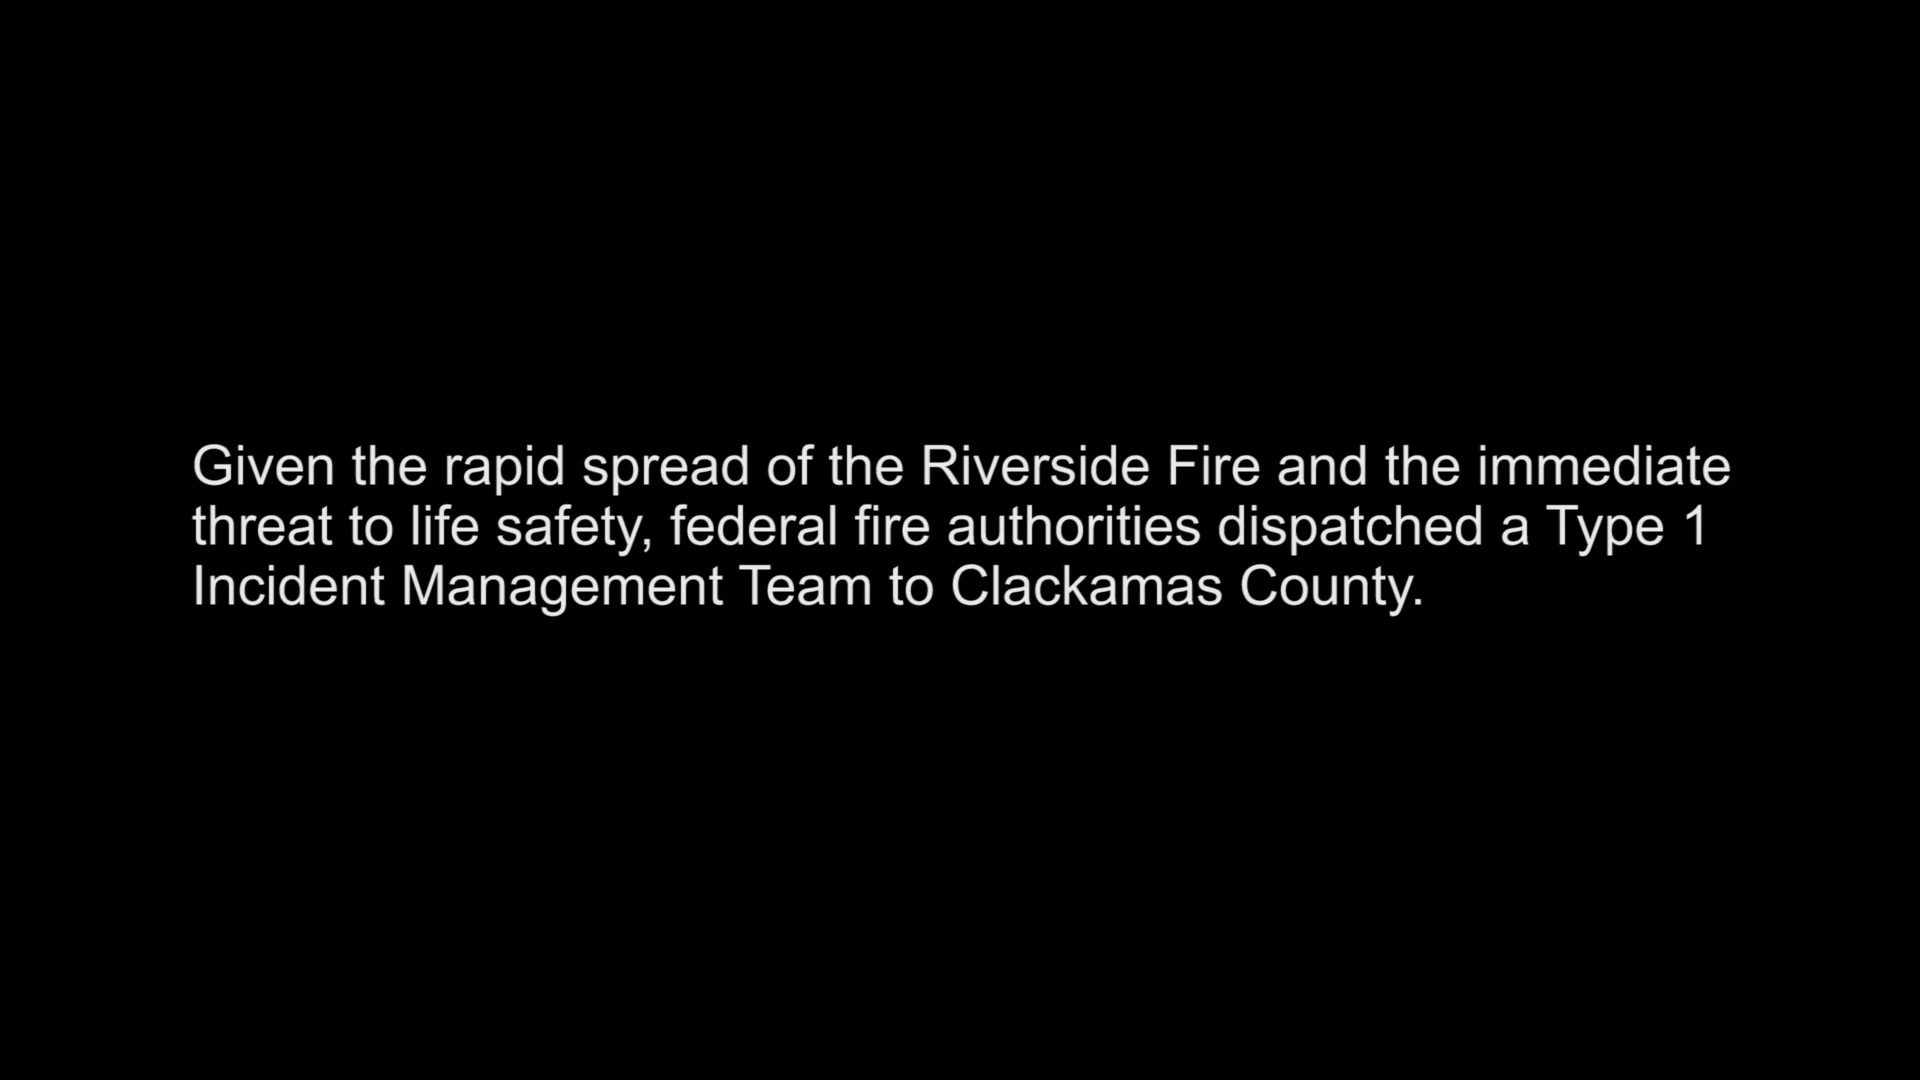 Given the rapid spread of the Riverside Fire and the immediate
threat to life safety, federal fire authorities dispatched a Type 1
Incident Management Team to Clackamas County.